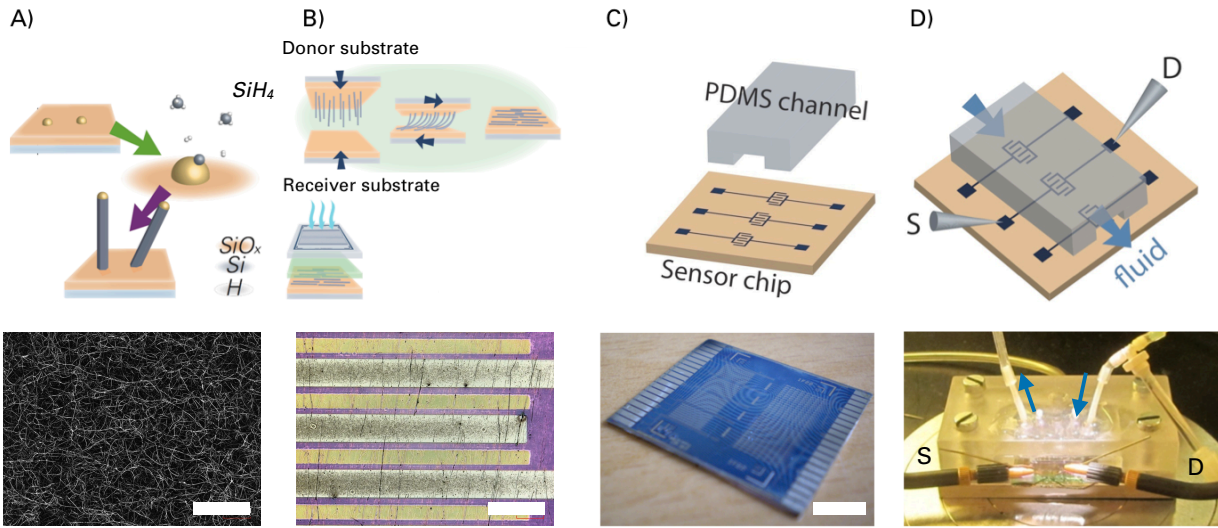 A)
B)
C)
D)
Donor substrate
SiH₄
Receiver substrate
SiOₓ
Si
H
PDMS channel
Sensor chip
D
S
fluid
S
D